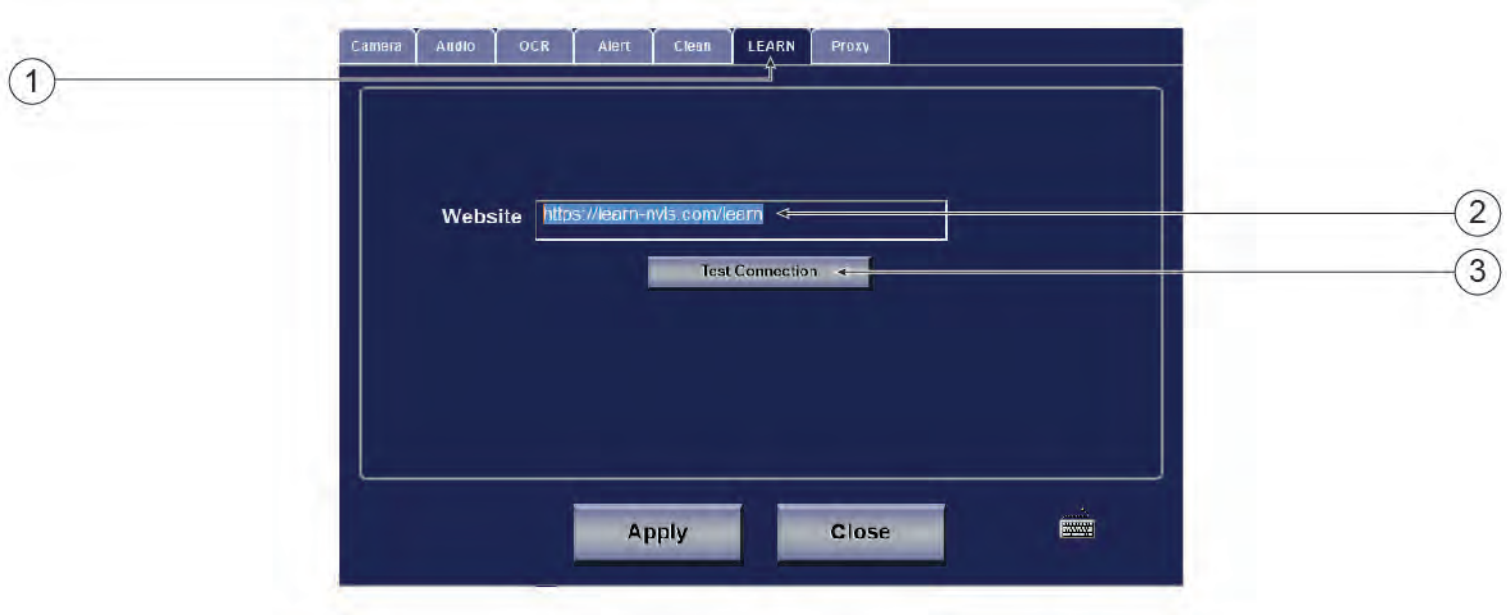 Camera Audio OCR Alert Clean LEARN Proxy
1
Website https://learn-nvls.com/learn 2
Test Connection 3
Apply Close